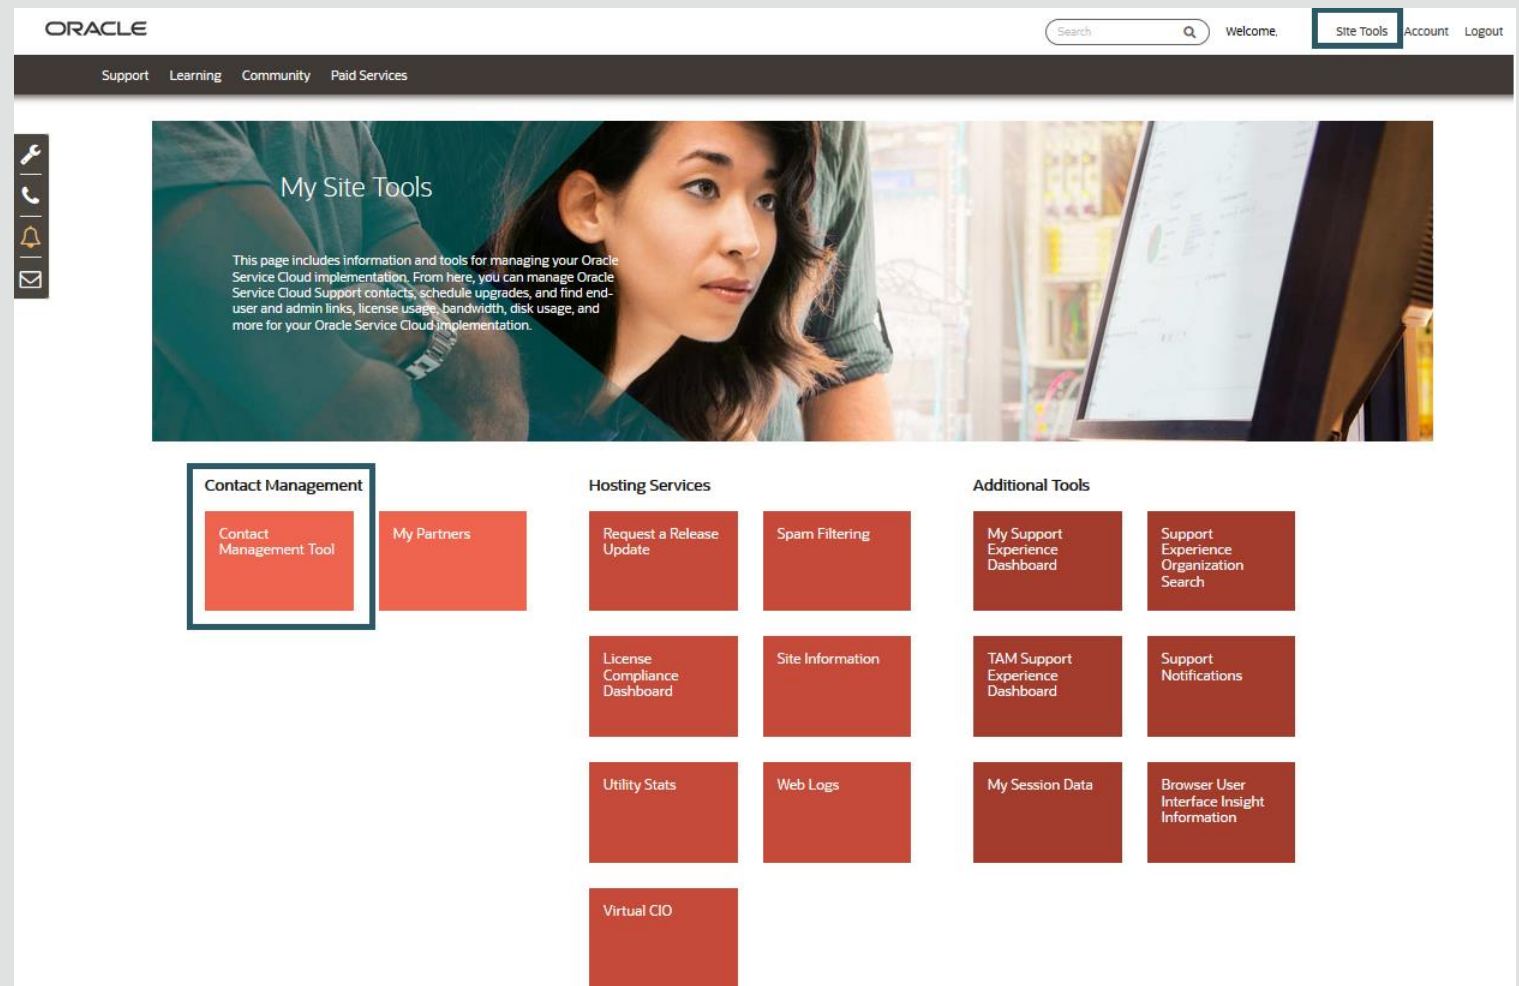 ORACLE
Search
Welcome,
Site Tools
Account
Logout
Support
Learning
Community
Paid Services
My Site Tools
This page includes information and tools for managing your Oracle
Service Cloud implementation. From here, you can manage Oracle
Service Cloud Support contacts, schedule upgrades, and find end-
user and admin links, license usage, bandwidth, disk usage, and
more for your Oracle Service Cloud implementation.
Contact Management
Contact
Management Tool
My Partners
Hosting Services
Request a Release
Update
Spam Filtering
License
Compliance
Dashboard
Site Information
Utility Stats
Web Logs
Virtual CIO
Additional Tools
My Support
Experience
Dashboard
Support
Experience
Organization
Search
TAM Support
Experience
Dashboard
Support
Notifications
My Session Data
Browser User
Interface Insight
Information